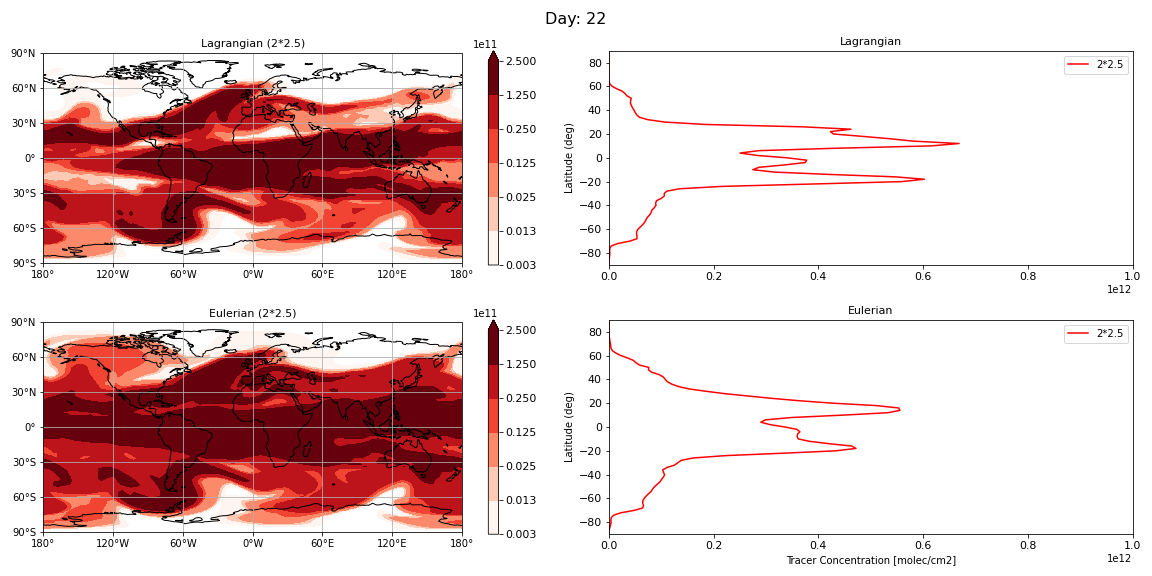 Day: 22
Lagrangian (2*2.5)
1e11
90°N
60°N
30°N
0°
30°S
60°S
90°S
180° 120°W 60°W 0°W 60°E 120°E 180°
2.500
1.250
0.250
0.125
0.025
0.013
0.003
Lagrangian
2*2.5
Latitude (deg)
80
60
40
20
0
−20
−40
−60
−80
0.0 0.2 0.4 0.6 0.8 1.0
1e12
Eulerian (2*2.5)
1e11
90°N
60°N
30°N
0°
30°S
60°S
90°S
180° 120°W 60°W 0°W 60°E 120°E 180°
2.500
1.250
0.250
0.125
0.025
0.013
0.003
Eulerian
2*2.5
Latitude (deg)
80
60
40
20
0
−20
−40
−60
−80
0.0 0.2 0.4 0.6 0.8 1.0
Tracer Concentration [molec/cm2]
1e12